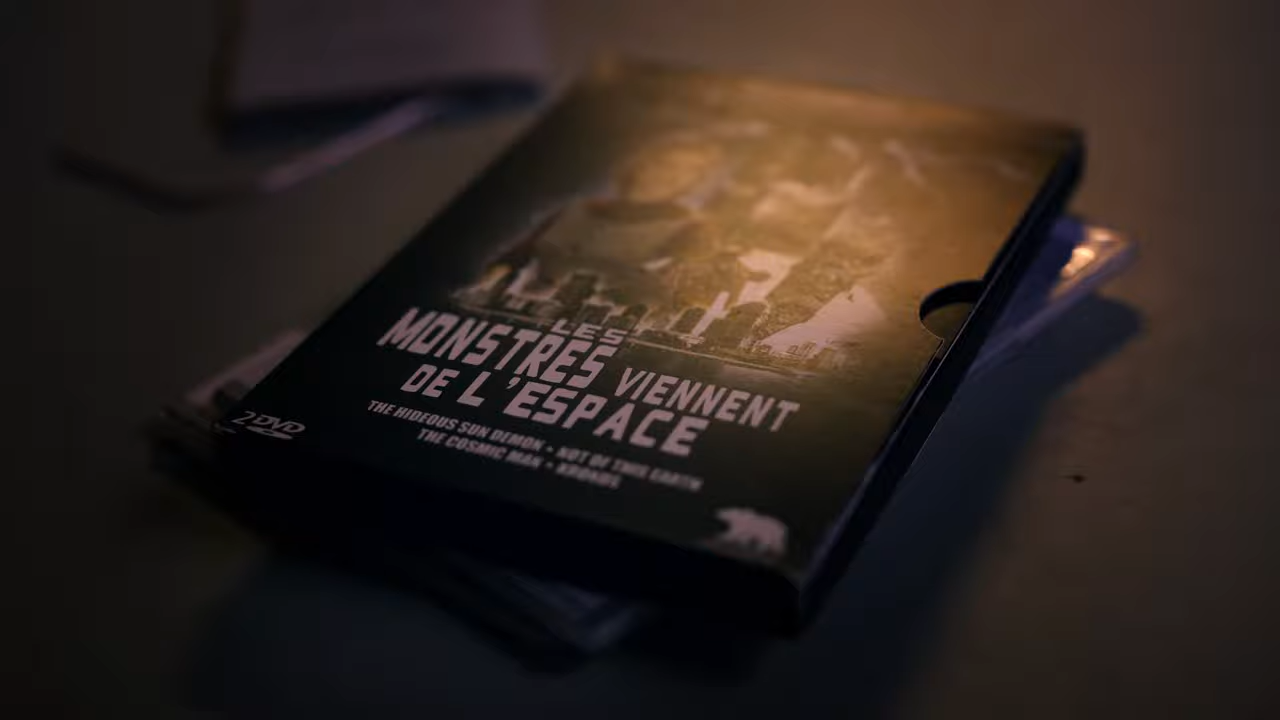 LES
MONSTRES VIENNENT
DE L'ESPACE
THE HIDEOUS SUN DEMON - NOT OF THIS EARTH
THE COSMIC MAN - KRONOS
2 DVD